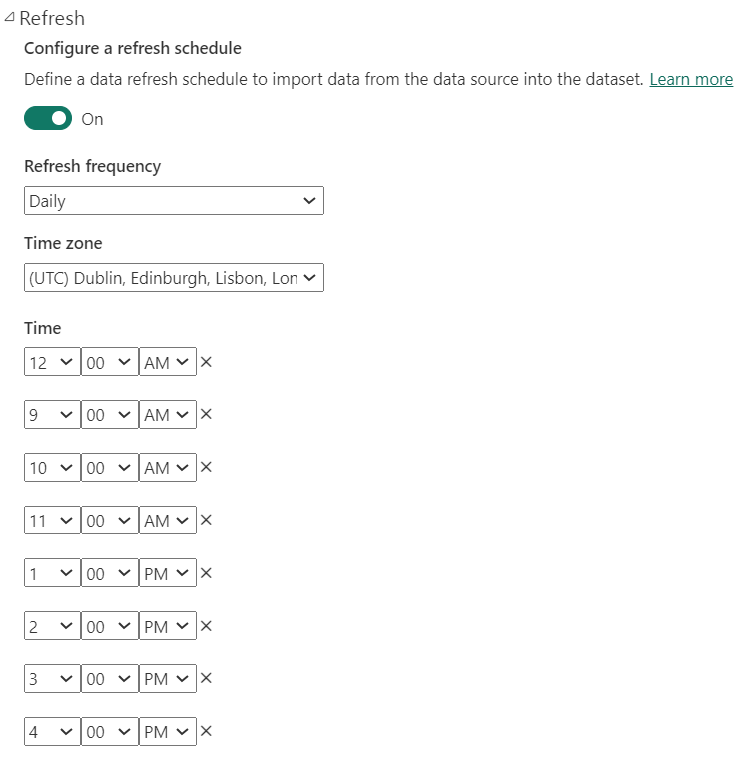 Refresh
Configure a refresh schedule
Define a data refresh schedule to import data from the data source into the dataset. Learn more
On
Refresh frequency
Daily
Time zone
(UTC) Dublin, Edinburgh, Lisbon, Lon
Time
12 00 AM
9 00 AM
10 00 AM
11 00 AM
1 00 PM
2 00 PM
3 00 PM
4 00 PM